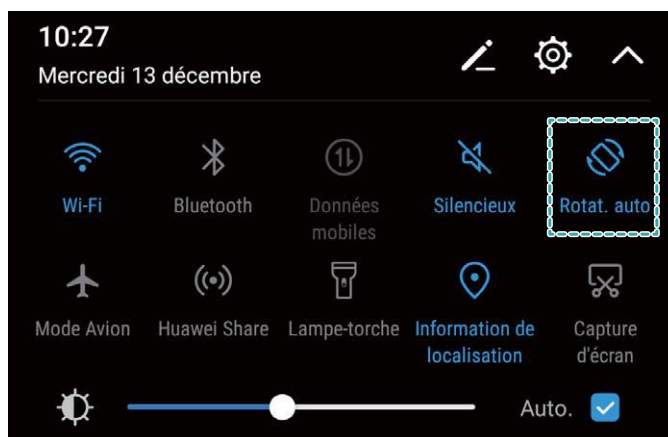 10:27
Mercredi 13 décembre
Wi-Fi
Bluetooth
Données
mobiles
Silencieux
Rotat. auto
Mode Avion
Huawei Share
Lampe-torche
Information de
localisation
Capture
d'écran
Auto.